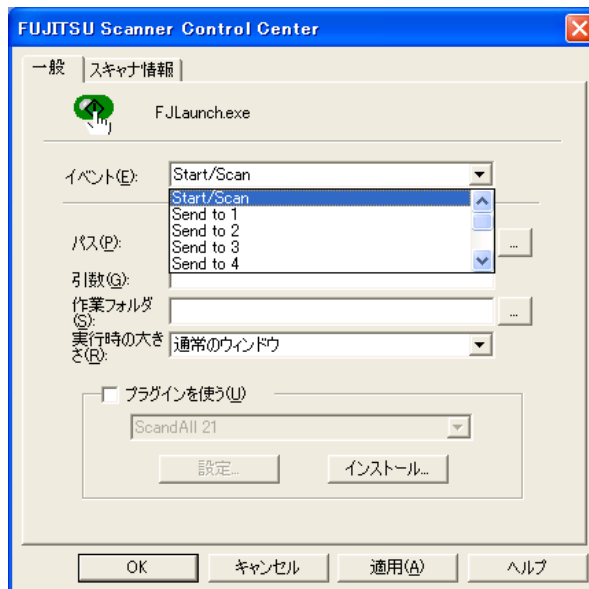 FUJITSU Scanner Control Center
一般 スキャナ情報
FJLaunch.exe
イベント(E): Start/Scan
Start/Scan
Send to 1
Send to 2
パス(P): Send to 3 ...
Send to 4
引数(G):
作業フォルダ(S): ...
実行時の大きさ(R): 通常のウィンドウ
プラグインを使う(U)
ScandAll 21
設定... インストール...
OK キャンセル 適用(A) ヘルプ